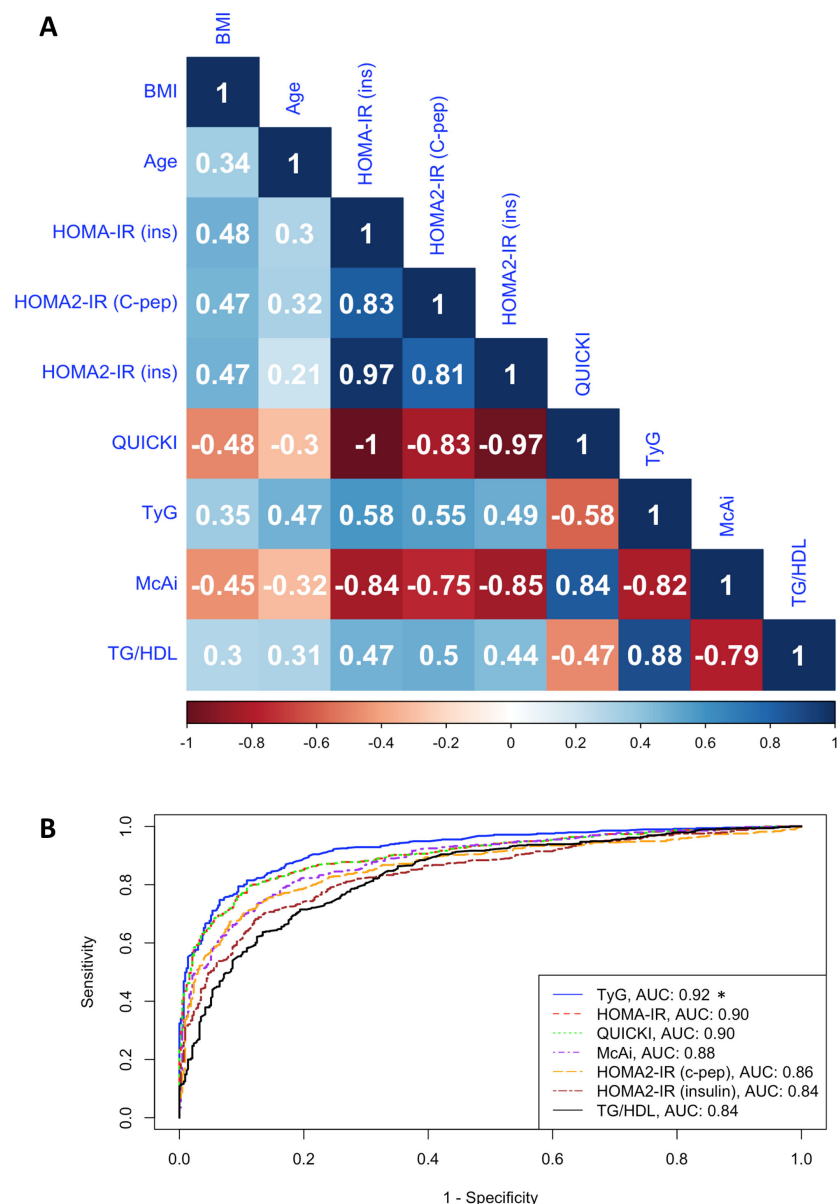 A
BMI
Age
HOMA-IR (ins)
HOMA2-IR (C-pep)
HOMA2-IR (ins)
QUICKI
TyG
McAi
TG/HDL
BMI 1
Age 0.34 1
HOMA-IR (ins) 0.48 0.3 1
HOMA2-IR (C-pep) 0.47 0.32 0.83 1
HOMA2-IR (ins) 0.47 0.21 0.97 0.81 1
QUICKI -0.48 -0.3 -1 -0.83 -0.97 1
TyG 0.35 0.47 0.58 0.55 0.49 -0.58 1
McAi -0.45 -0.32 -0.84 -0.75 -0.85 0.84 -0.82 1
TG/HDL 0.3 0.31 0.47 0.5 0.44 -0.47 0.88 -0.79 1
-1 -0.8 -0.6 -0.4 -0.2 0 0.2 0.4 0.6 0.8 1
B
Sensitivity
1.0
0.8
0.6
0.4
0.2
0.0
TyG, AUC: 0.92 *
HOMA-IR, AUC: 0.90
QUICKI, AUC: 0.90
McAi, AUC: 0.88
HOMA2-IR (c-pep), AUC: 0.86
HOMA2-IR (insulin), AUC: 0.84
TG/HDL, AUC: 0.84
0.0 0.2 0.4 0.6 0.8 1.0
1 - Specificity